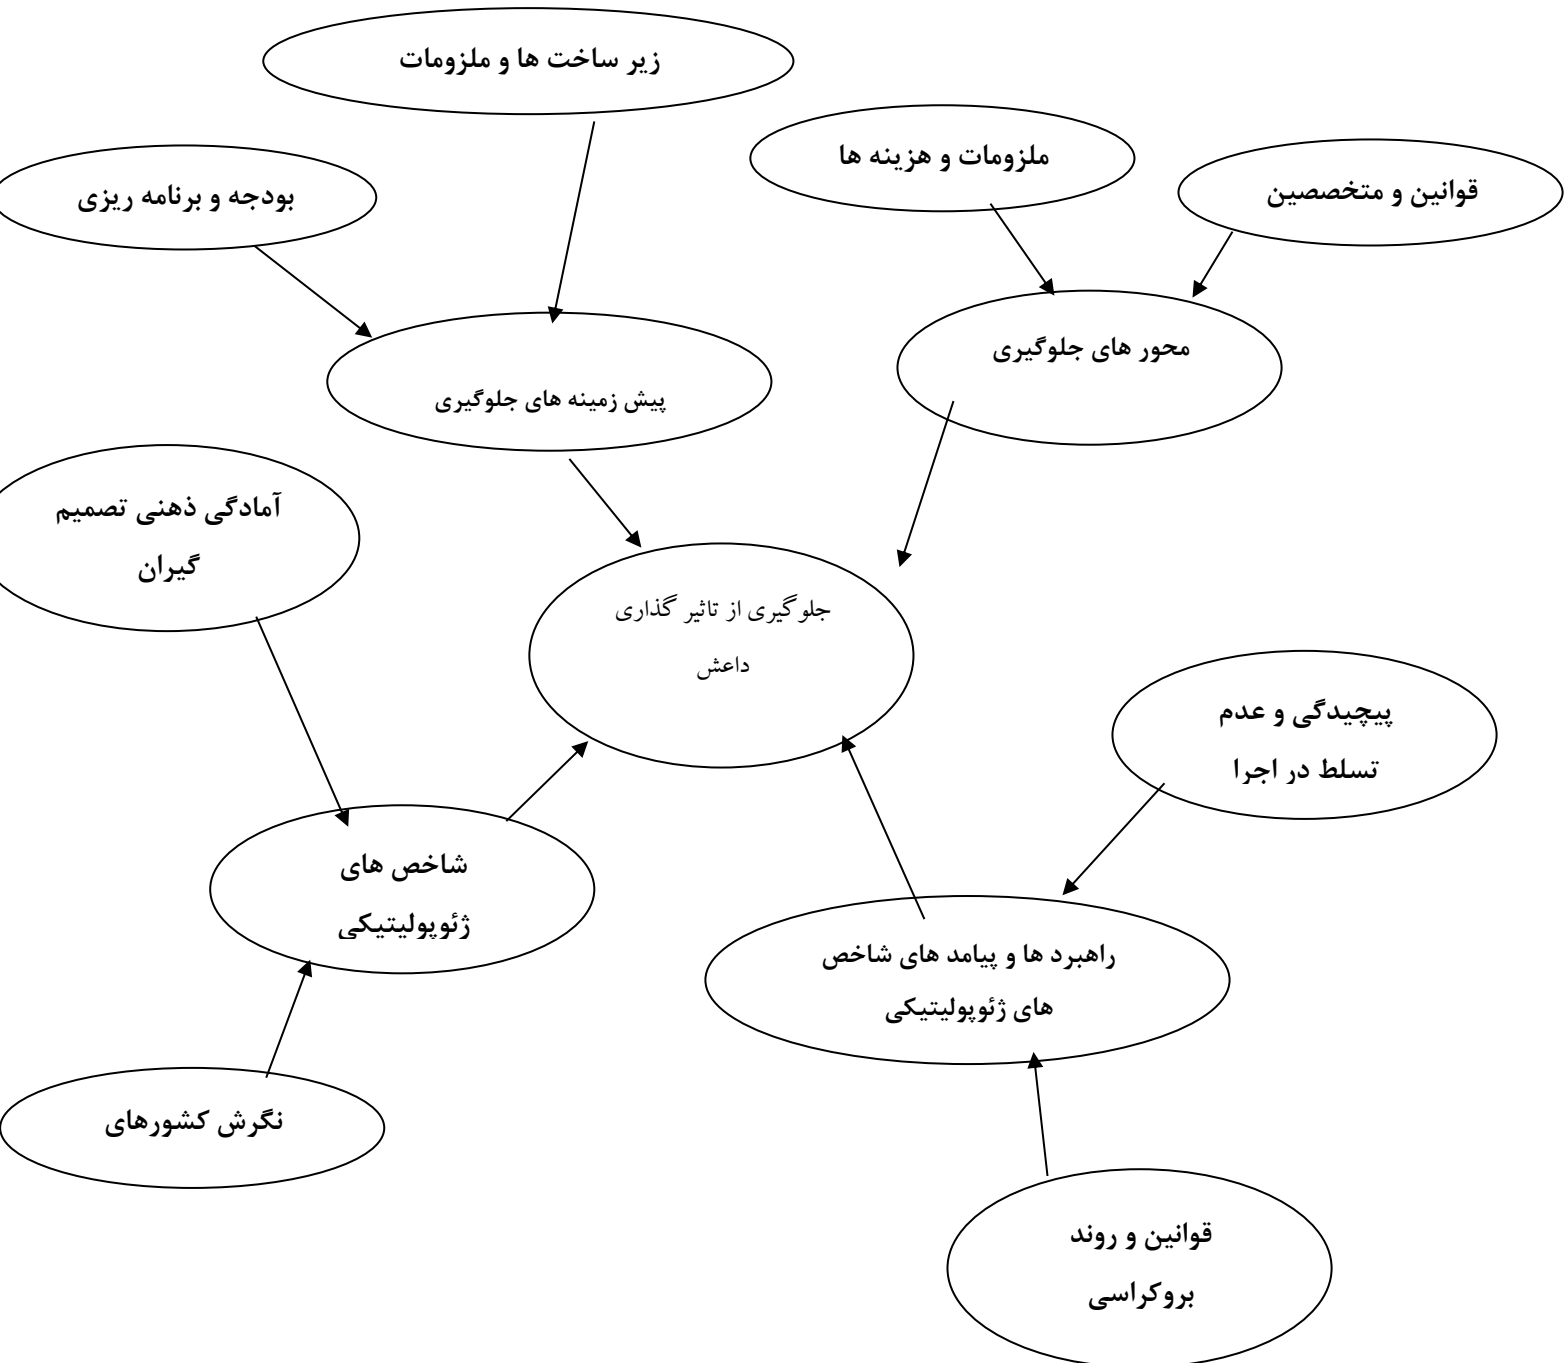 زیر ساخت ها و ملزومات
ملزومات و هزینه ها
قوانین و متخصصین
بودجه و برنامه ریزی
محور های جلوگیری
پیش زمینه های جلوگیری
آمادگی ذهنی تصمیم
گیران
جلوگیری از تاثیر گذاری
داعش
پیچیدگی و عدم
تسلط در اجرا
شاخص های
ژئوپولیتیکی
راهبرد ها و پیامد های شاخص
های ژئوپولیتیکی
نگرش کشورهای
قوانین و روند
بروکراسی